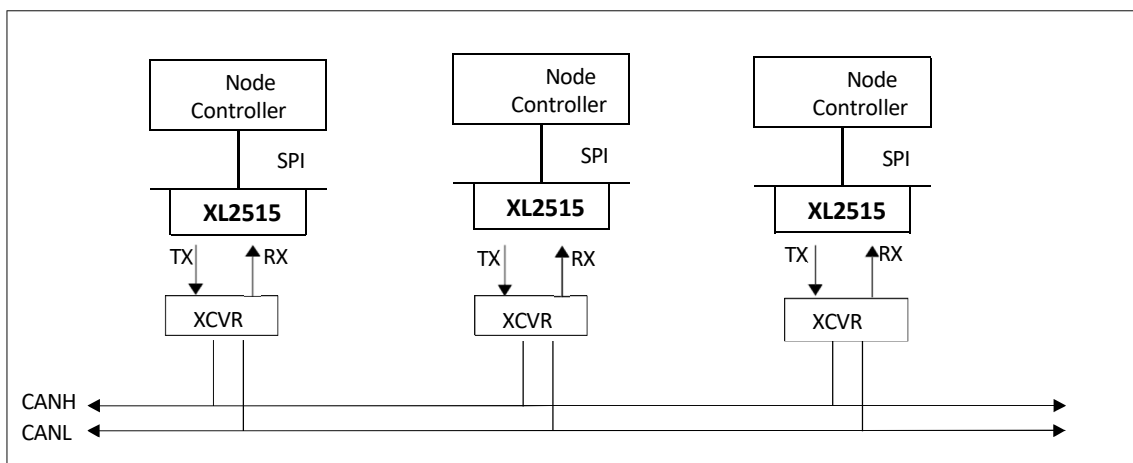 Node
Controller
Node
Controller
Node
Controller
SPI
SPI
SPI
XL2515
XL2515
XL2515
TX
RX
TX
RX
TX
RX
XCVR
XCVR
XCVR
CANH
CANL